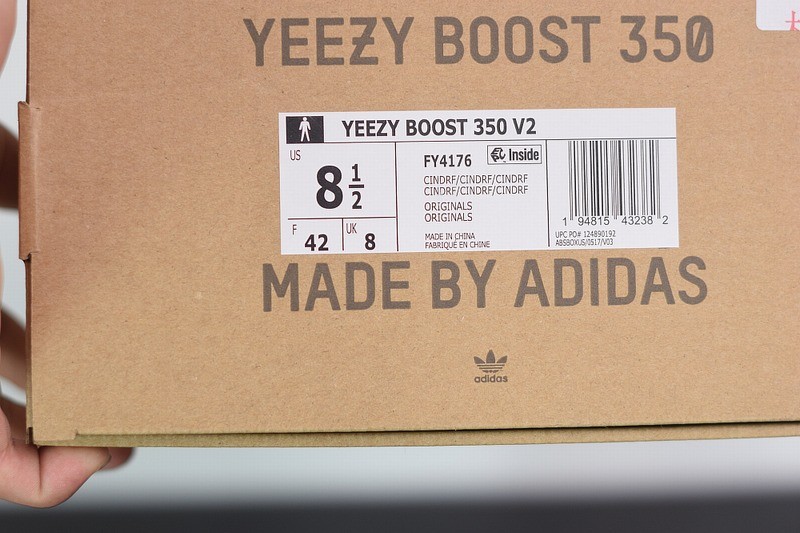 YEEZY BOOST 350
YEEZY BOOST 350 V2
US
8 1/2
F
42
UK
8
FY4176
Inside
CINDRF/CINDRF/CINDRF
CINDRF/CINDRF/CINDRF
ORIGINALS
ORIGINALS
MADE IN CHINA
FABRIQUÉ EN CHINE
1 94815 43238 2
UPC PO# 124890192
ABSBOXUS/0517/V03
MADE BY ADIDAS
adidas